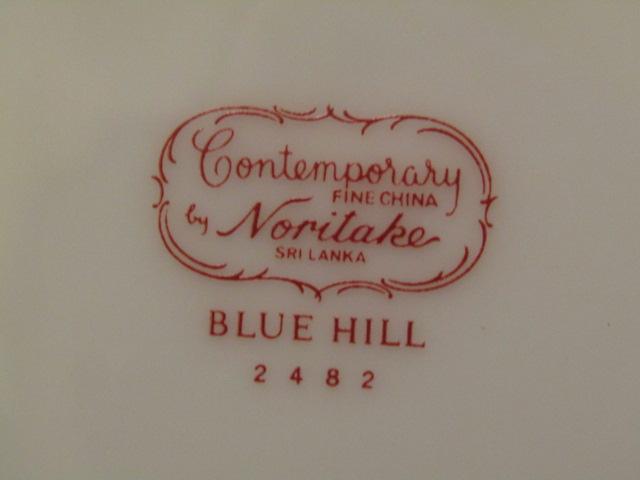 Contemporary
FINE CHINA
by Noritake
SRI LANKA
BLUE HILL
2482